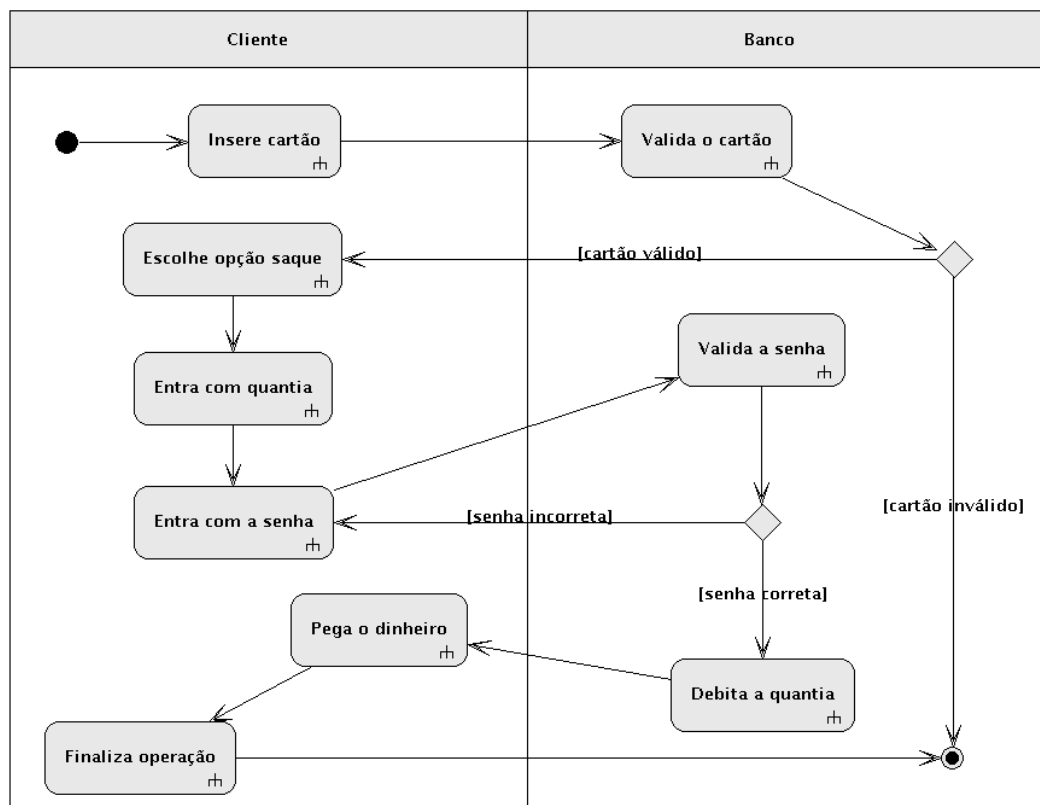 Cliente
Banco
Insere cartão
Valida o cartão
Escolhe opção saque
[cartão válido]
Valida a senha
Entra com quantia
Entra com a senha
[senha incorreta]
[cartão inválido]
[senha correta]
Pega o dinheiro
Debita a quantia
Finaliza operação